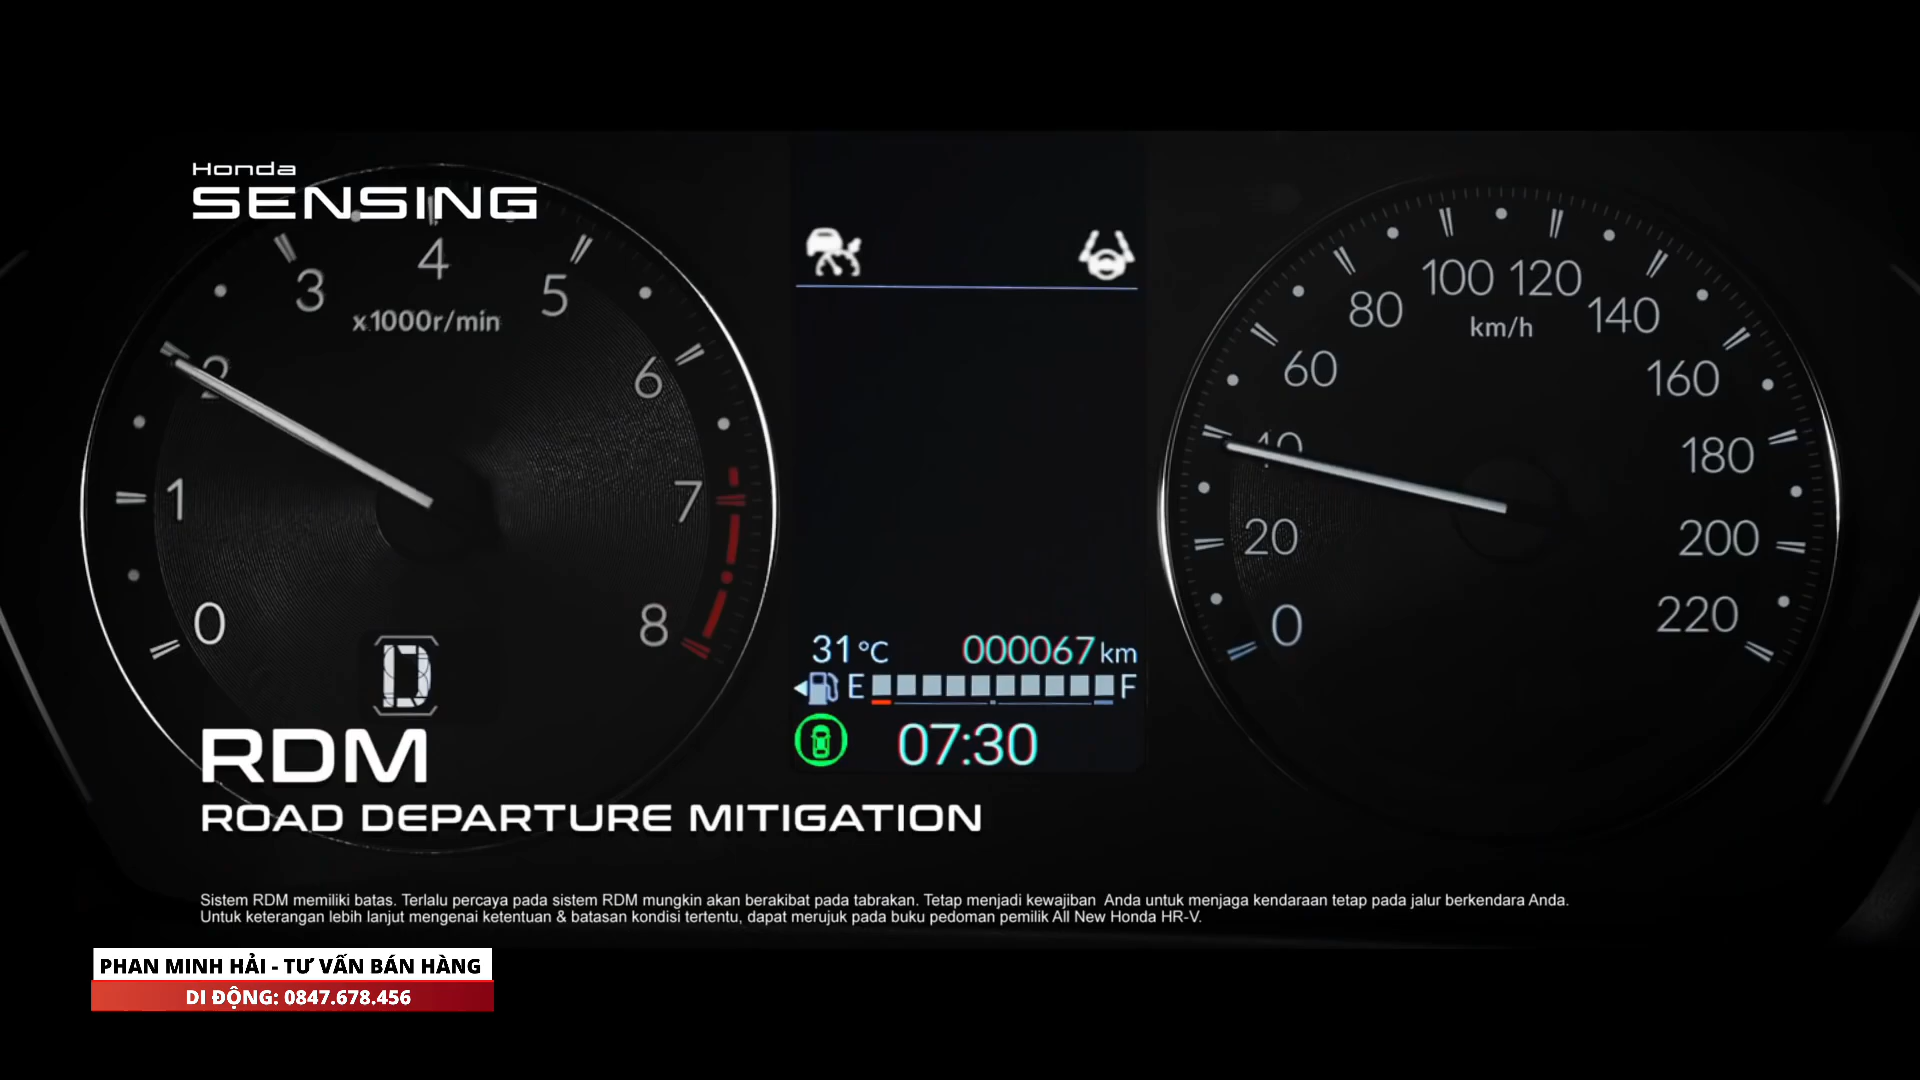 Honda
SENSING
0
1
2
3
4
5
6
7
8
x1000r/min
D
31 °C
000067 km
E
F
07:30
0
20
40
60
80
100
120
140
160
180
200
220
km/h
RDM
ROAD DEPARTURE MITIGATION
Sistem RDM memiliki batas. Terlalu percaya pada sistem RDM mungkin akan berakibat pada tabrakan. Tetap menjadi kewajiban Anda untuk menjaga kendaraan tetap pada jalur berkendara Anda.
Untuk keterangan lebih lanjut mengenai ketentuan & batasan kondisi tertentu, dapat merujuk pada buku pedoman pemilik All New Honda HR-V.
PHAN MINH HẢI - TƯ VẤN BÁN HÀNG
DI ĐỘNG: 0847.678.456